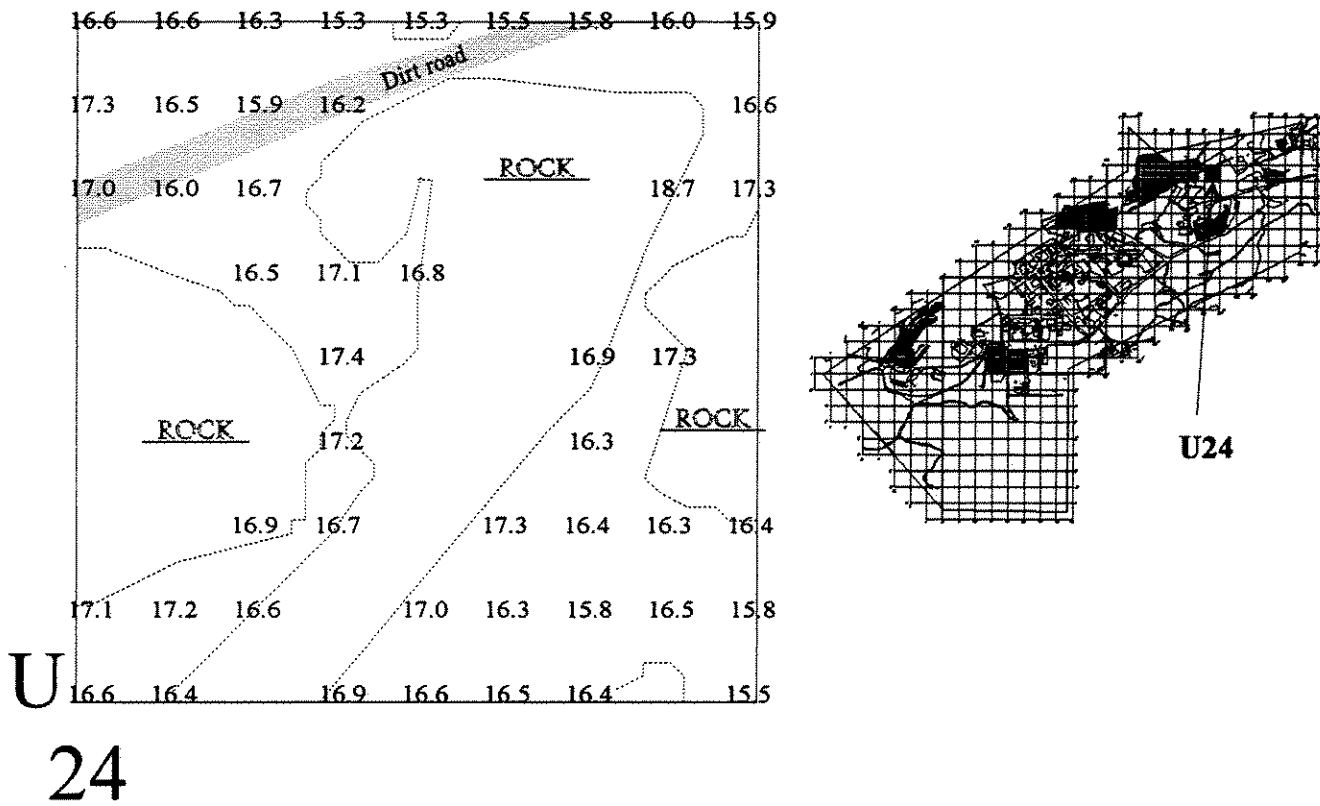 16.6 16.6 16.3 15.3 15.3 15.5 15.8 16.0 15.9
Dirt road
17.3 16.5 15.9 16.2 16.6
ROCK
17.0 16.0 16.7 18.7 17.3
16.5 17.1 16.8
17.4 16.9 17.3
ROCK ROCK
17.2 16.3
U24
16.9 16.7 17.3 16.4 16.3 16.4
17.1 17.2 16.6 17.0 16.3 15.8 16.5 15.8
U
16.6 16.4 16.9 16.6 16.5 16.4 15.5
24